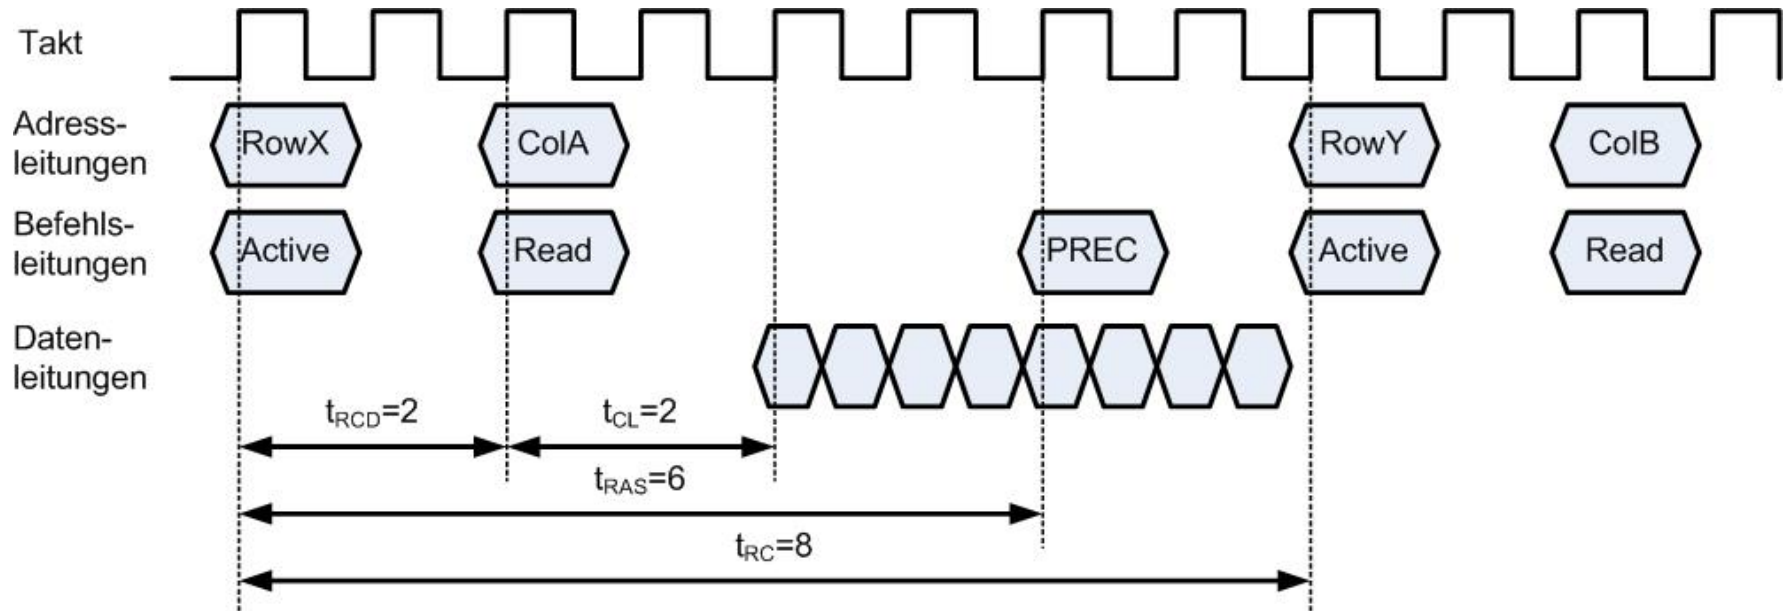 Takt
Adress-
leitungen
RowX
ColA
RowY
ColB
Befehls-
leitungen
Active
Read
PREC
Active
Read
Daten-
leitungen
tRCD=2
tCL=2
tRAS=6
tRC=8